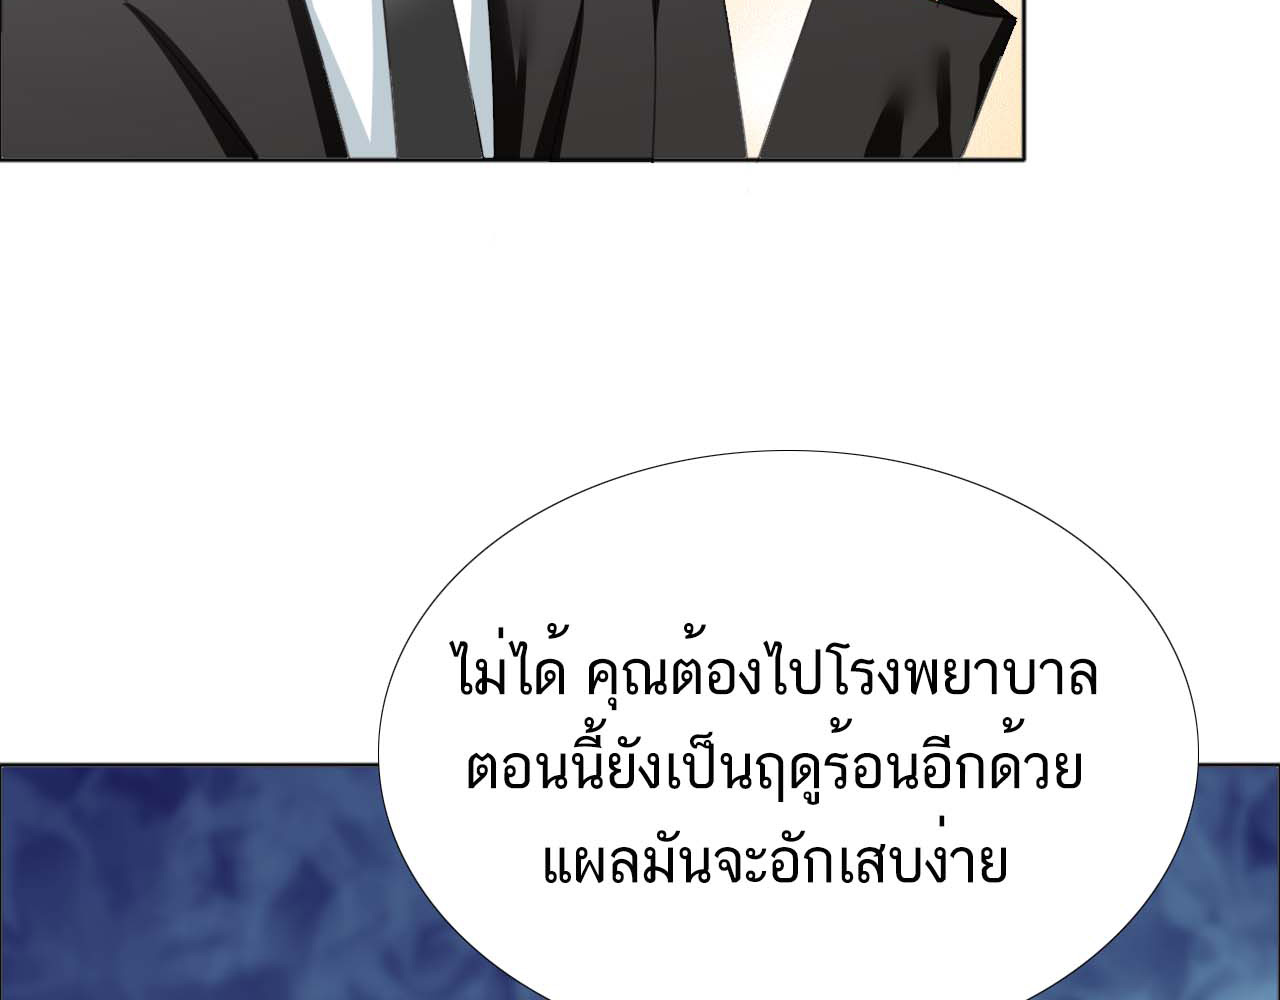 ไม่ได้ คุณต้องไปโรงพยาบาล
ตอนนี้ยังเป็นฤดูร้อนอีกด้วย
แผลมันจะอักเสบง่าย